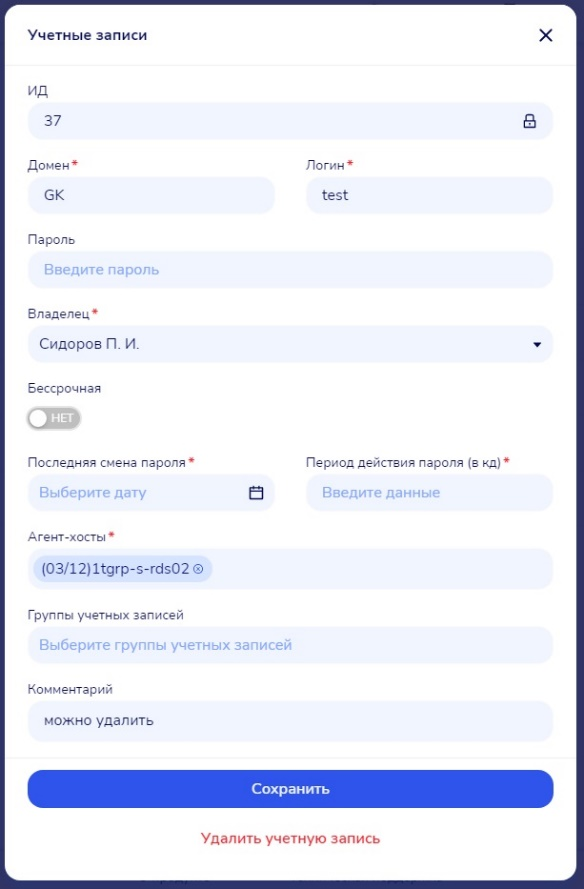 Учетные записи
ИД
37
Домен* Логин*
GK test
Пароль
Введите пароль
Владелец*
Сидоров П. И.
Бессрочная
НЕТ
Последняя смена пароля* Период действия пароля (в кд)*
Выберите дату Введите данные
Агент-хосты*
(03/12)1tgrp-s-rds02
Группы учетных записей
Выберите группы учетных записей
Комментарий
можно удалить
Сохранить
Удалить учетную запись